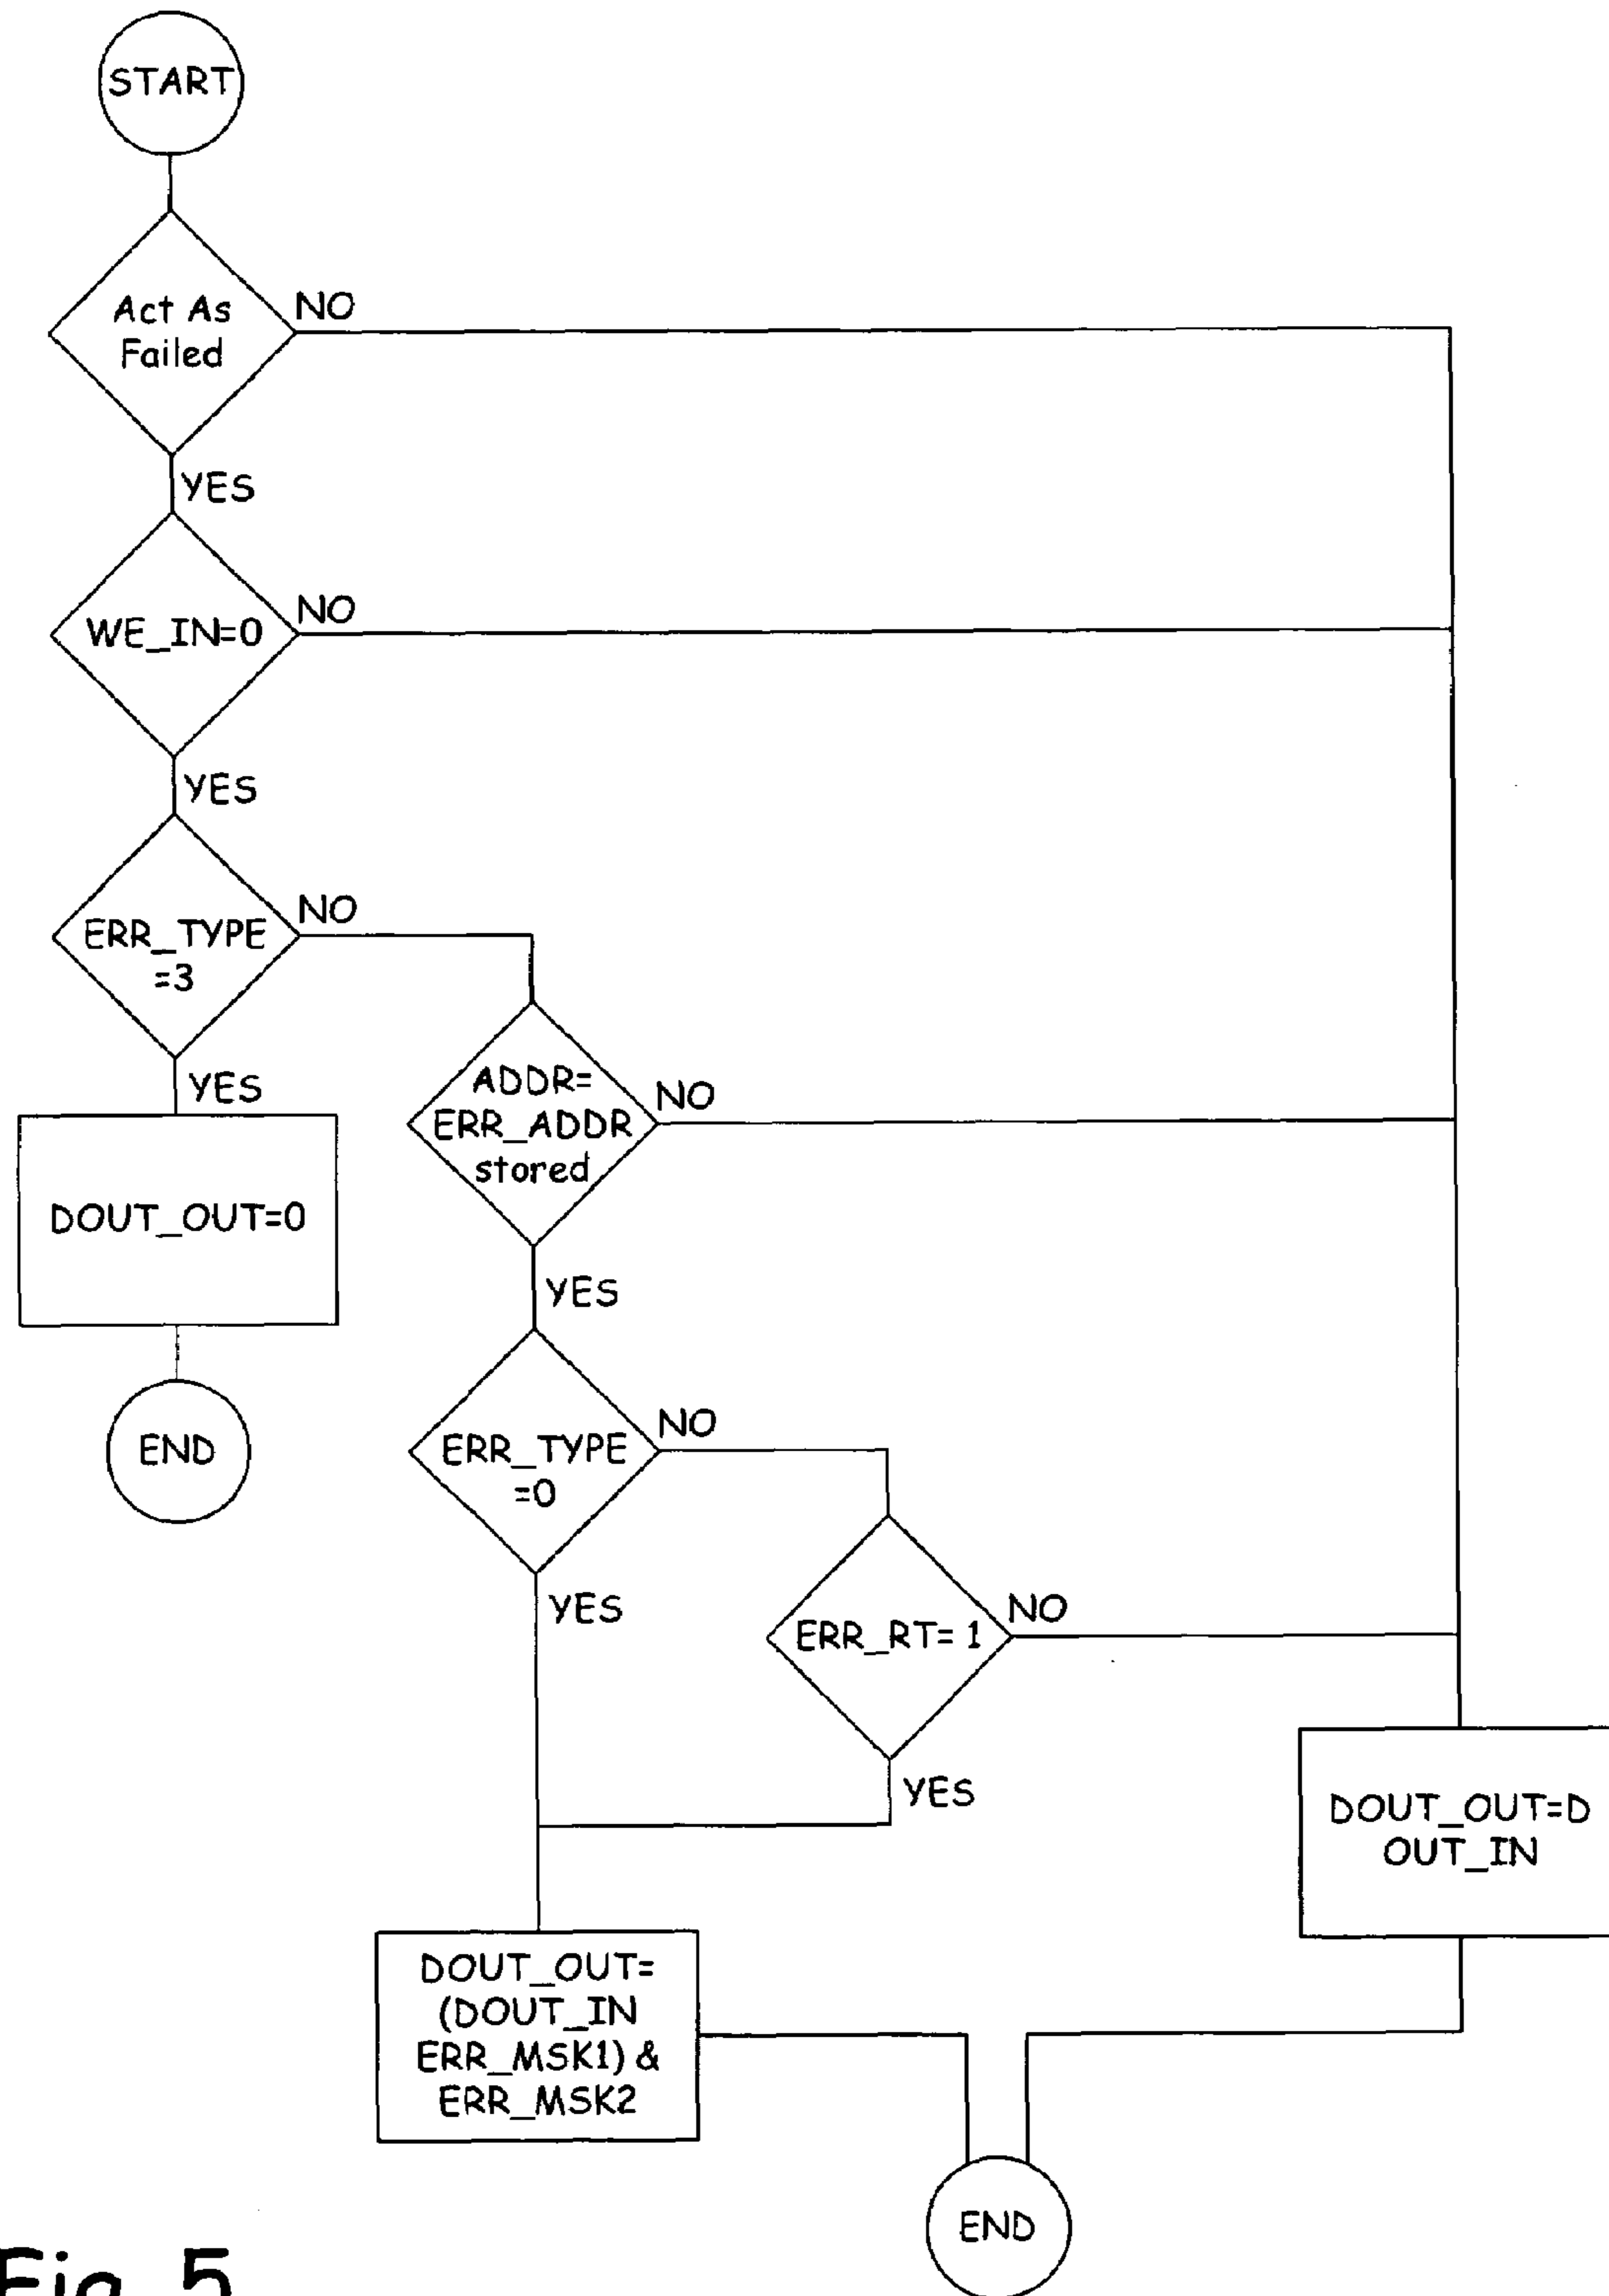 START
Act As
Failed
NO
YES
WE_IN=0
NO
YES
ERR_TYPE
=3
NO
YES
DOUT_OUT=0
END
ADDR=
ERR_ADDR
stored
NO
YES
ERR_TYPE
=0
NO
YES
ERR_RT= 1
NO
YES
DOUT_OUT=
(DOUT_IN
ERR_MSK1) &
ERR_MSK2
DOUT_OUT=D
OUT_IN
END
Fig. 5